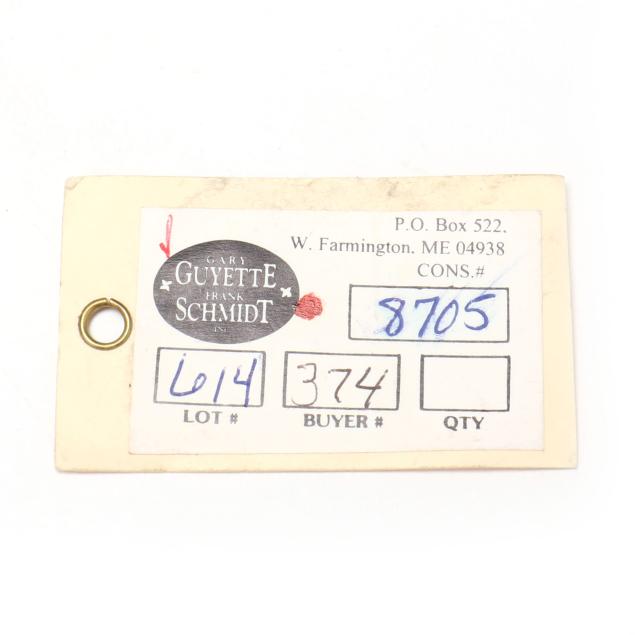 P.O. Box 522,
W. Farmington, ME 04938
CONS.#
8705
GARY
GUYETTE
FRANK
SCHMIDT
INC.
614
374
LOT #
BUYER #
QTY